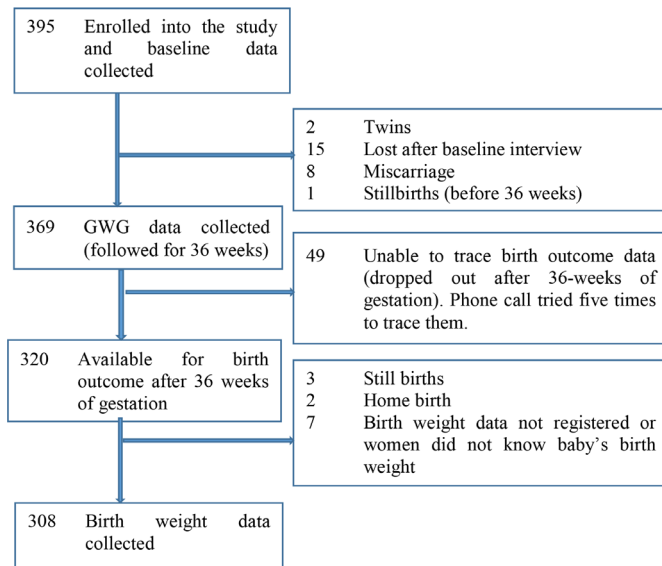 395 Enrolled into the study
and baseline data
collected
2 Twins
15 Lost after baseline interview
8 Miscarriage
1 Stillbirths (before 36 weeks)
369 GWG data collected
(followed for 36 weeks)
49 Unable to trace birth outcome data
(dropped out after 36-weeks of
gestation). Phone call tried five times
to trace them.
320 Available for birth
outcome after 36 weeks
of gestation
3 Still births
2 Home birth
7 Birth weight data not registered or
women did not know baby's birth
weight
308 Birth weight data
collected